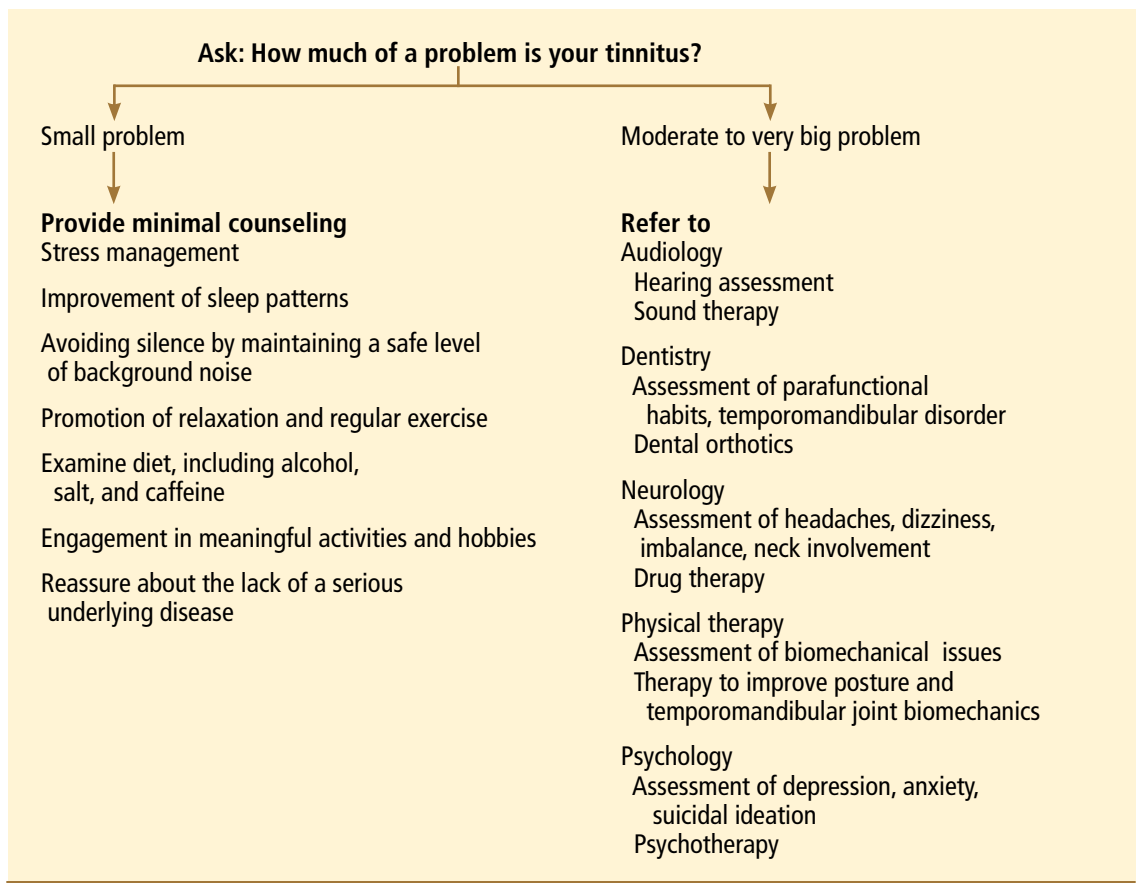 Ask: How much of a problem is your tinnitus?
Small problem
Provide minimal counseling
Stress management
Improvement of sleep patterns
Avoiding silence by maintaining a safe level
of background noise
Promotion of relaxation and regular exercise
Examine diet, including alcohol,
salt, and caffeine
Engagement in meaningful activities and hobbies
Reassure about the lack of a serious
underlying disease
Moderate to very big problem
Refer to
Audiology
Hearing assessment
Sound therapy
Dentistry
Assessment of parafunctional
habits, temporomandibular disorder
Dental orthotics
Neurology
Assessment of headaches, dizziness,
imbalance, neck involvement
Drug therapy
Physical therapy
Assessment of biomechanical issues
Therapy to improve posture and
temporomandibular joint biomechanics
Psychology
Assessment of depression, anxiety,
suicidal ideation
Psychotherapy